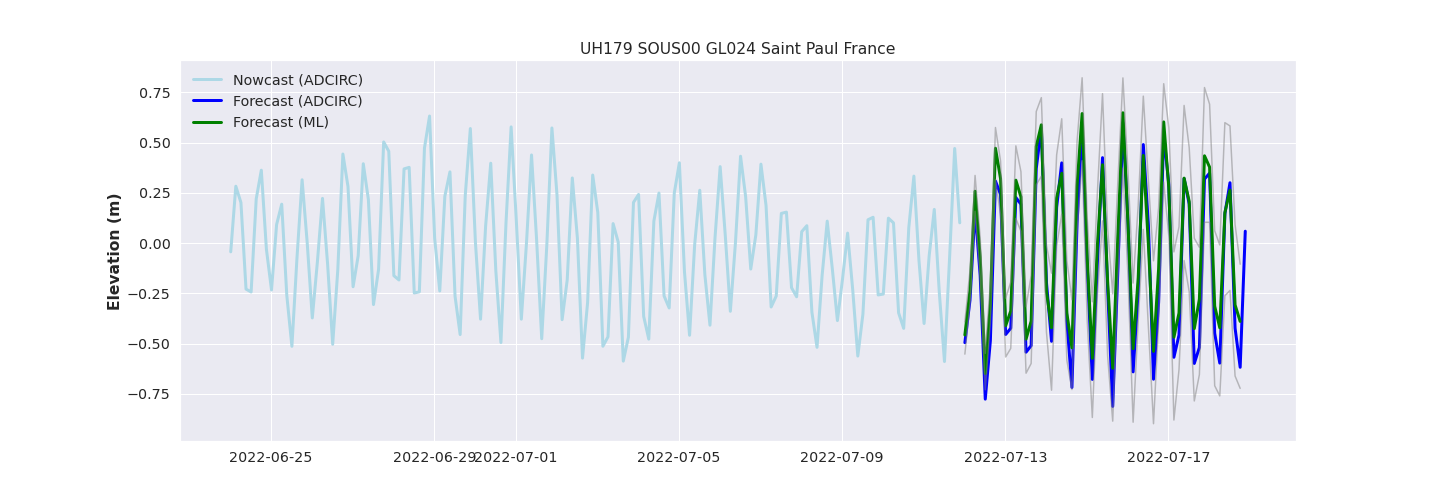 UH179 SOUS00 GL024 Saint Paul France
Nowcast (ADCIRC)
Forecast (ADCIRC)
Forecast (ML)
Elevation (m)
0.75
0.50
0.25
0.00
−0.25
−0.50
−0.75
2022-06-25 2022-06-29 2022-07-01 2022-07-05 2022-07-09 2022-07-13 2022-07-17